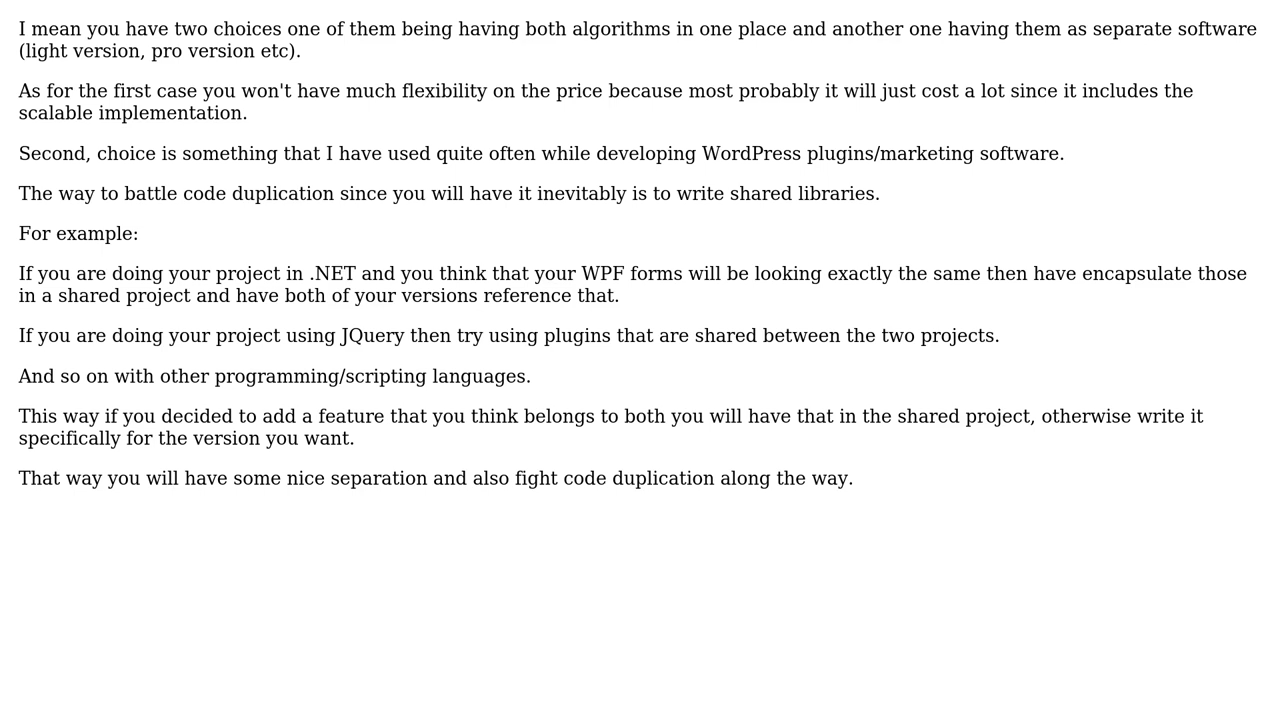 I mean you have two choices one of them being having both algorithms in one place and another one having them as separate software
(light version, pro version etc).
As for the first case you won't have much flexibility on the price because most probably it will just cost a lot since it includes the
scalable implementation.
Second, choice is something that I have used quite often while developing WordPress plugins/marketing software.
The way to battle code duplication since you will have it inevitably is to write shared libraries.
For example:
If you are doing your project in .NET and you think that your WPF forms will be looking exactly the same then have encapsulate those
in a shared project and have both of your versions reference that.
If you are doing your project using JQuery then try using plugins that are shared between the two projects.
And so on with other programming/scripting languages.
This way if you decided to add a feature that you think belongs to both you will have that in the shared project, otherwise write it
specifically for the version you want.
That way you will have some nice separation and also fight code duplication along the way.